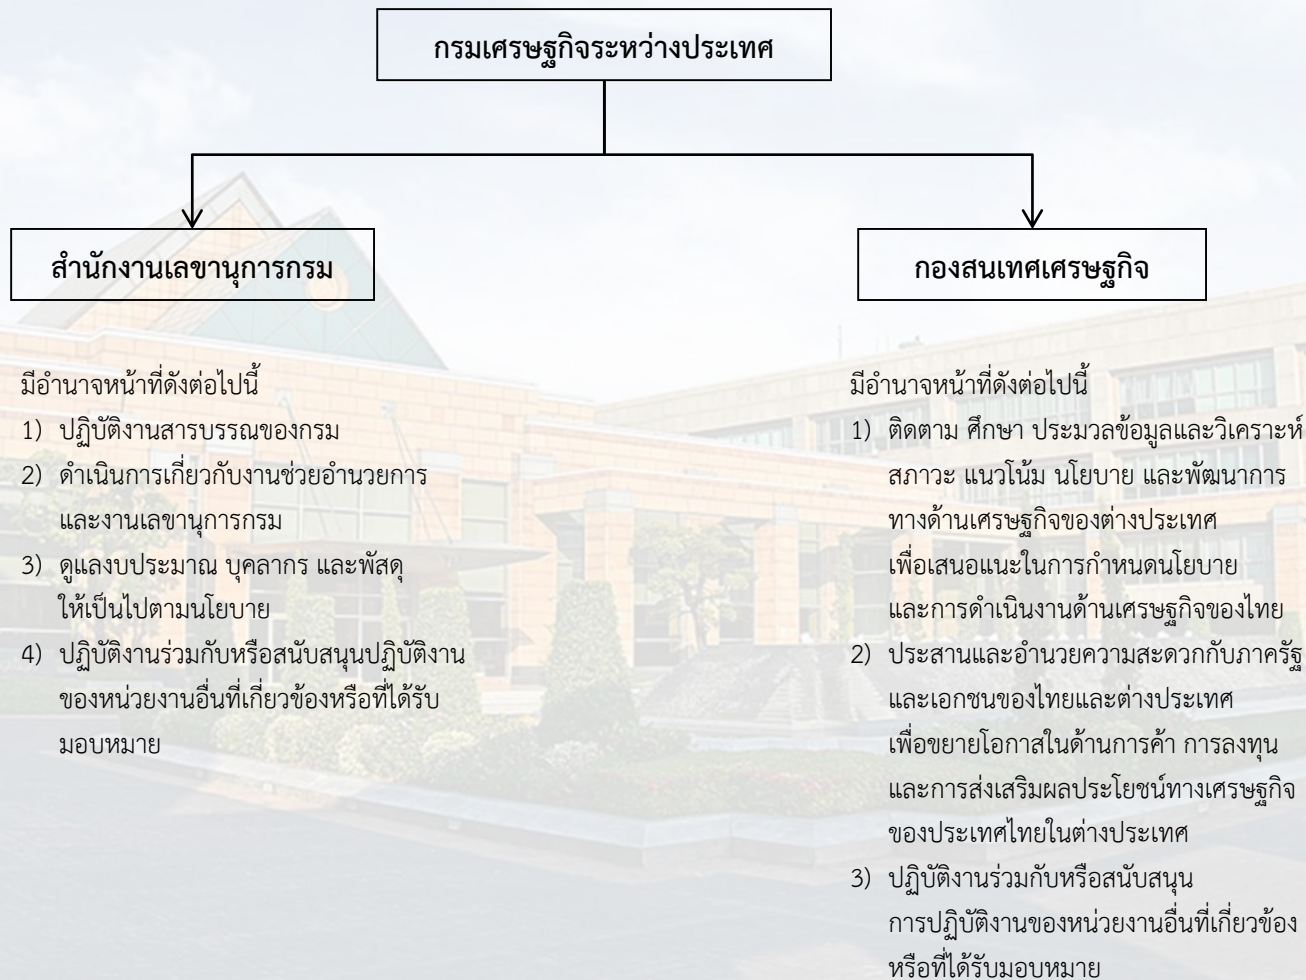 กรมเศรษฐกิจระหว่างประเทศ
สำนักงานเลขานุการกรม
มีอำนาจหน้าที่ดังต่อไปนี้
1) ปฏิบัติงานสารบรรณของกรม
2) ดำเนินการเกี่ยวกับงานช่วยอำนวยการ
และงานเลขานุการกรม
3) ดูแลงบประมาณ บุคลากร และพัสดุ
ให้เป็นไปตามนโยบาย
4) ปฏิบัติงานร่วมกับหรือสนับสนุนปฏิบัติงาน
ของหน่วยงานอื่นที่เกี่ยวข้องหรือที่ได้รับ
มอบหมาย
กองสนเทศเศรษฐกิจ
มีอำนาจหน้าที่ดังต่อไปนี้
1) ติดตาม ศึกษา ประมวลข้อมูลและวิเคราะห์
สภาวะ แนวโน้ม นโยบาย และพัฒนาการ
ทางด้านเศรษฐกิจของต่างประเทศ
เพื่อเสนอแนะในการกำหนดนโยบาย
และการดำเนินงานด้านเศรษฐกิจของไทย
2) ประสานและอำนวยความสะดวกกับภาครัฐ
และเอกชนของไทยและต่างประเทศ
เพื่อขยายโอกาสในด้านการค้า การลงทุน
และการส่งเสริมผลประโยชน์ทางเศรษฐกิจ
ของประเทศไทยในต่างประเทศ
3) ปฏิบัติงานร่วมกับหรือสนับสนุน
การปฏิบัติงานของหน่วยงานอื่นที่เกี่ยวข้อง
หรือที่ได้รับมอบหมาย